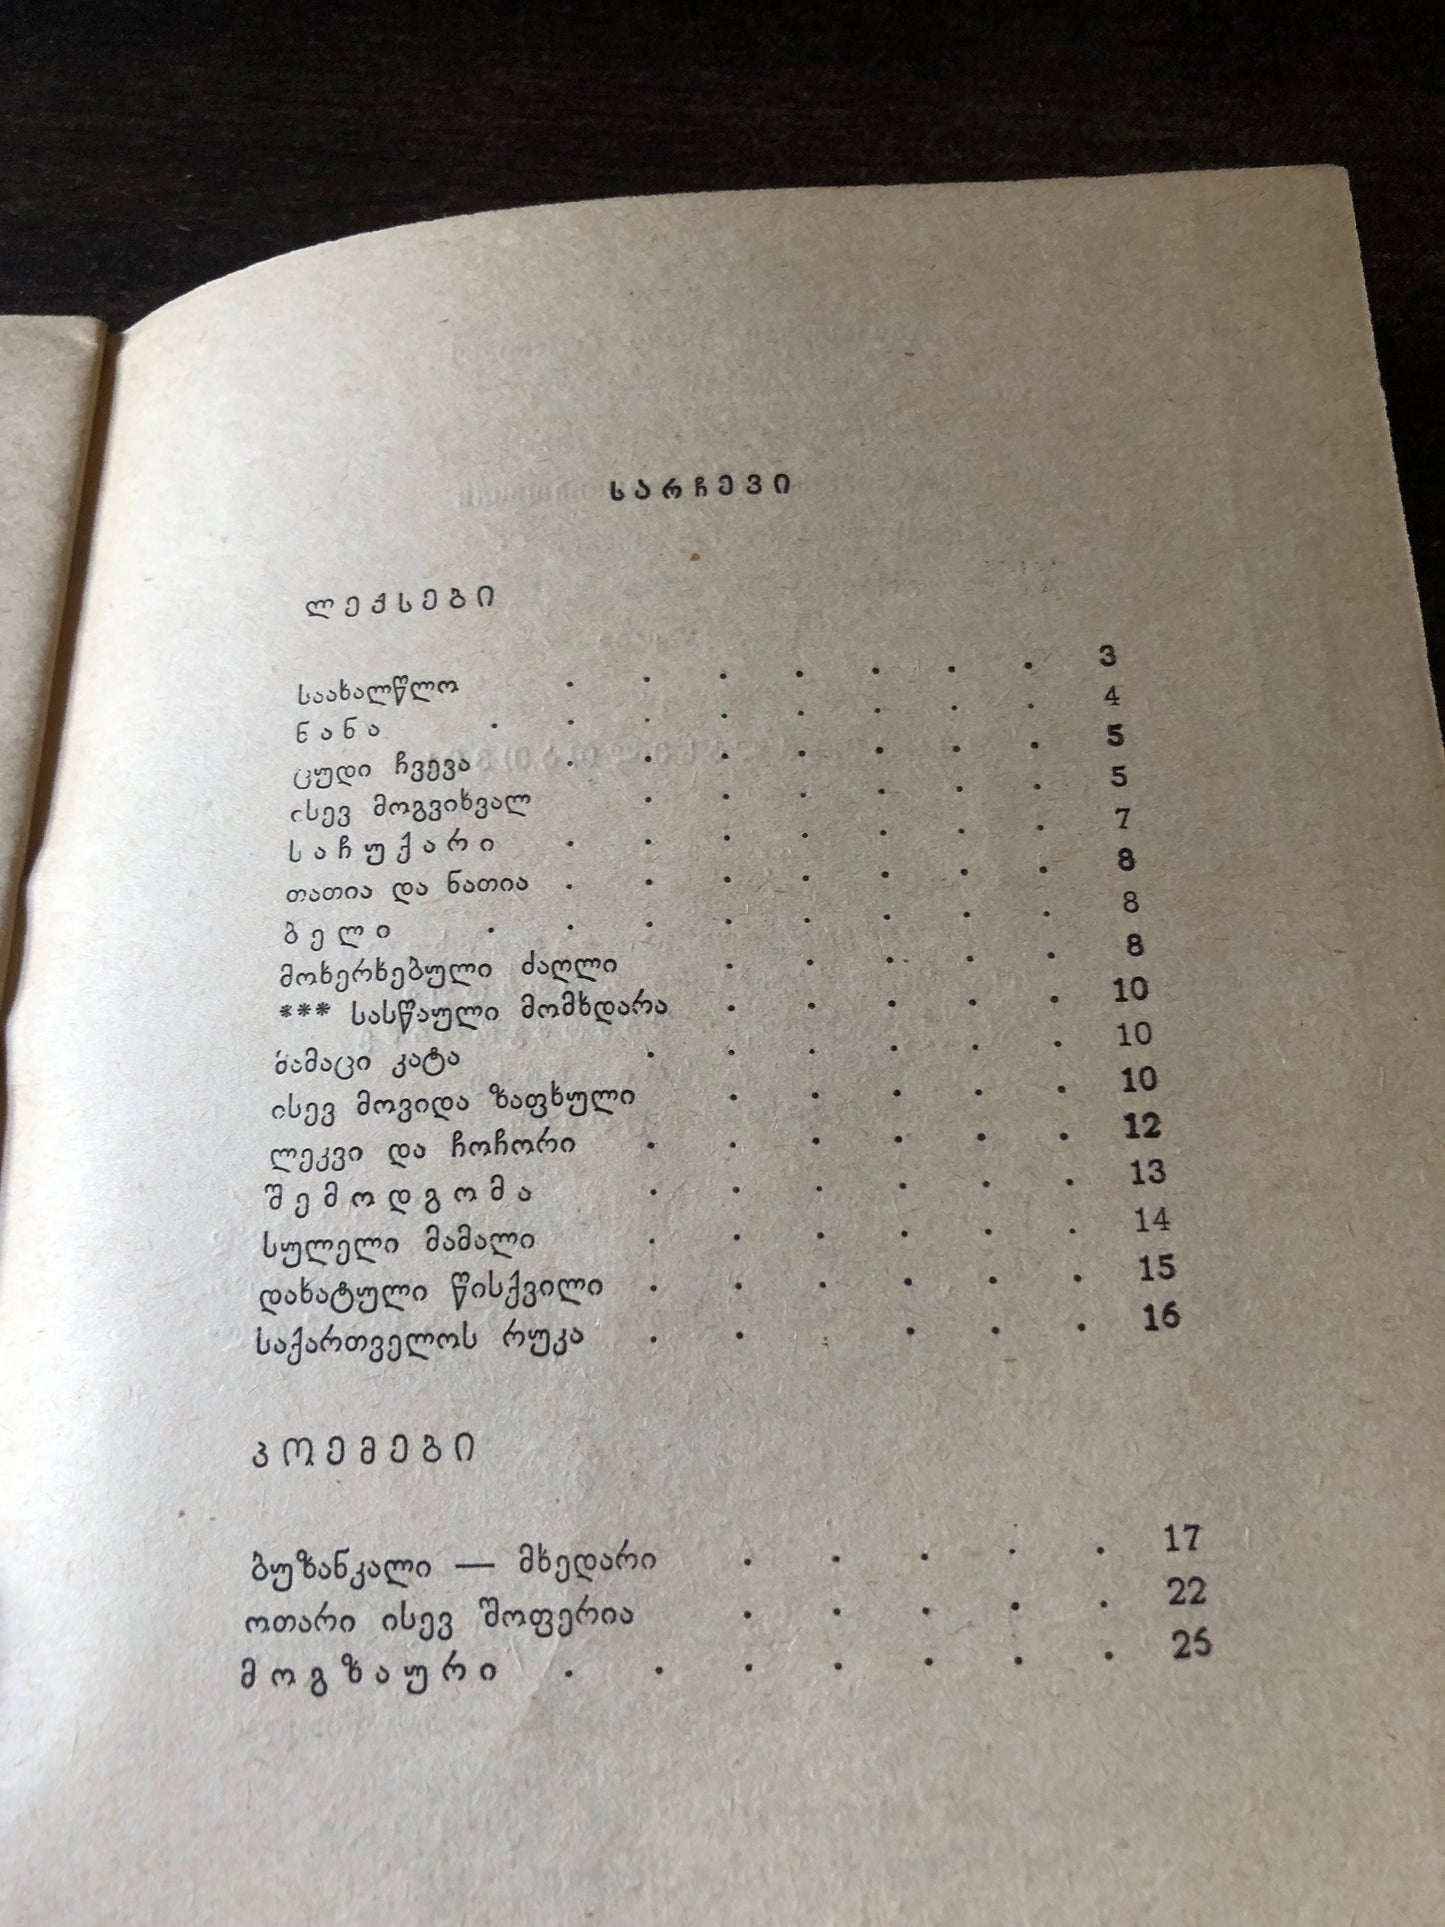 სარჩევი
ლექსები
საახალწლო . . . . . . . 3
ნანა . . . . . . . . 4
ცუდი ჩვევა . . . . . . . 5
ისევ მოგვიხვალ . . . . . . 5
საჩუქარი . . . . . . . 7
თათია და ნათია . . . . . . . 8
ბელი . . . . . . . . 8
მოხერხებული ძაღლი . . . . . 8
*** სასწაული მომხდარა . . . . . 10
მამაცი კატა . . . . . . 10
ისევ მოვიდა ზაფხული . . . . . 10
ლეკვი და ჩოჩორი . . . . . . 12
შემოდგომა . . . . . . 13
სულელი მამალი . . . . . . 14
დახატული წისქვილი . . . . . . 15
საქართველოს რუკა . . . . . . 16
პოემები
ბუზანკალი — მხედარი . . . . . 17
ოთარი ისევ შოფერია . . . . . 22
მოგზაური . . . . . . . . 25